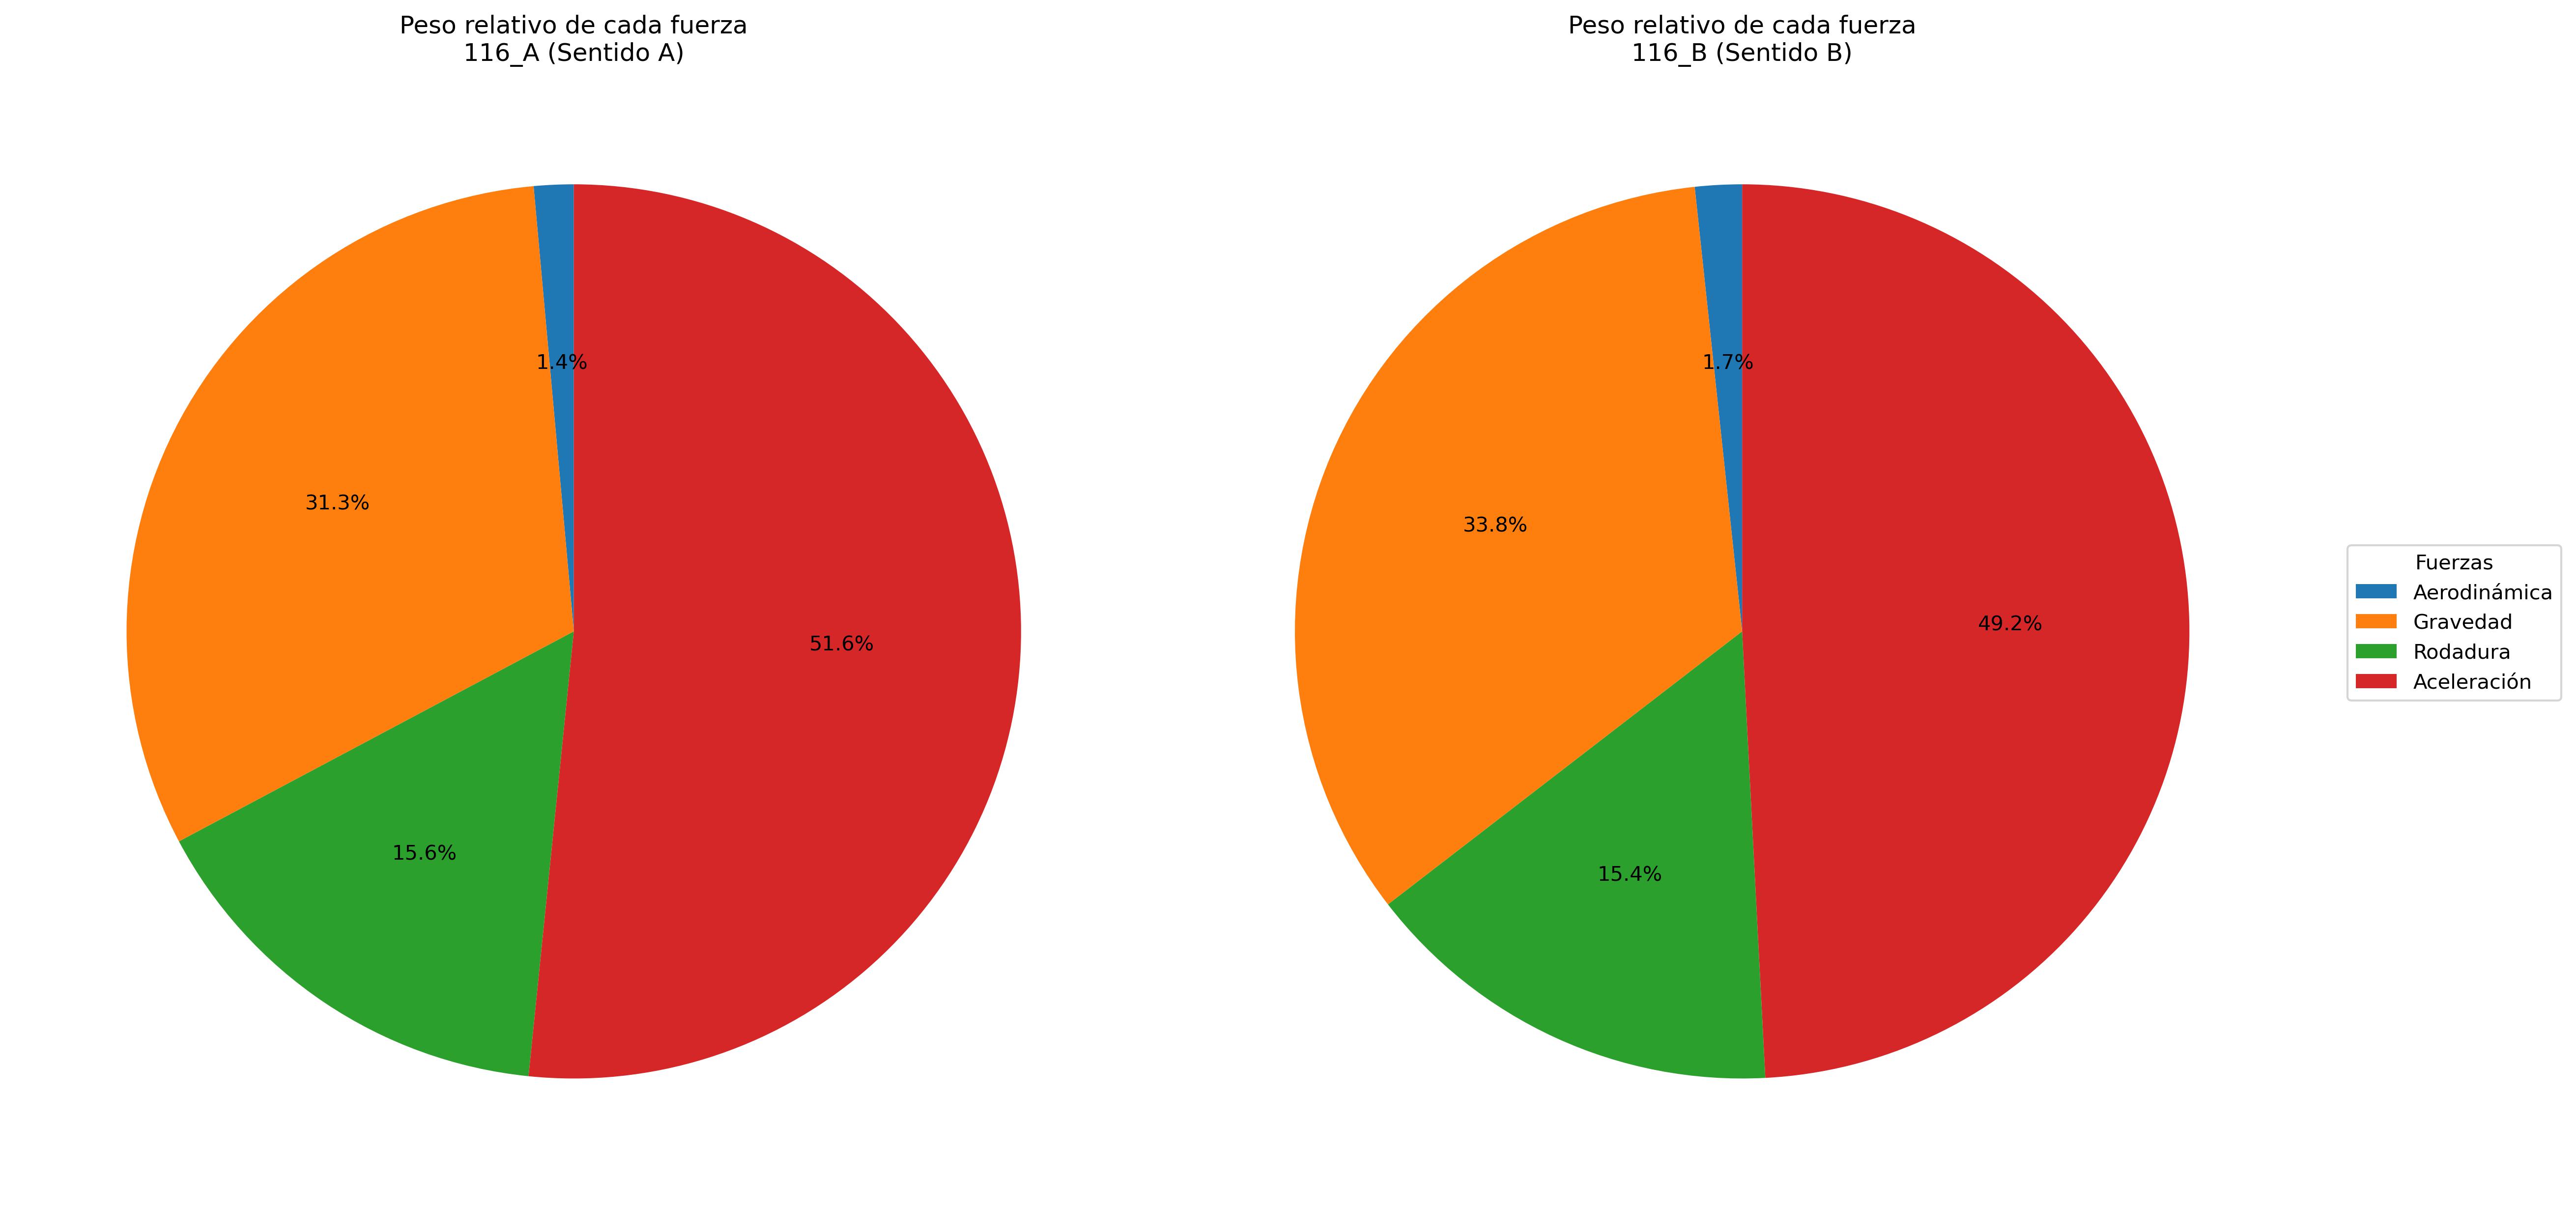 Peso relativo de cada fuerza
116_A (Sentido A)
1.4%
31.3%
51.6%
15.6%
Peso relativo de cada fuerza
116_B (Sentido B)
1.7%
33.8%
49.2%
15.4%
Fuerzas
Aerodinámica
Gravedad
Rodadura
Aceleración